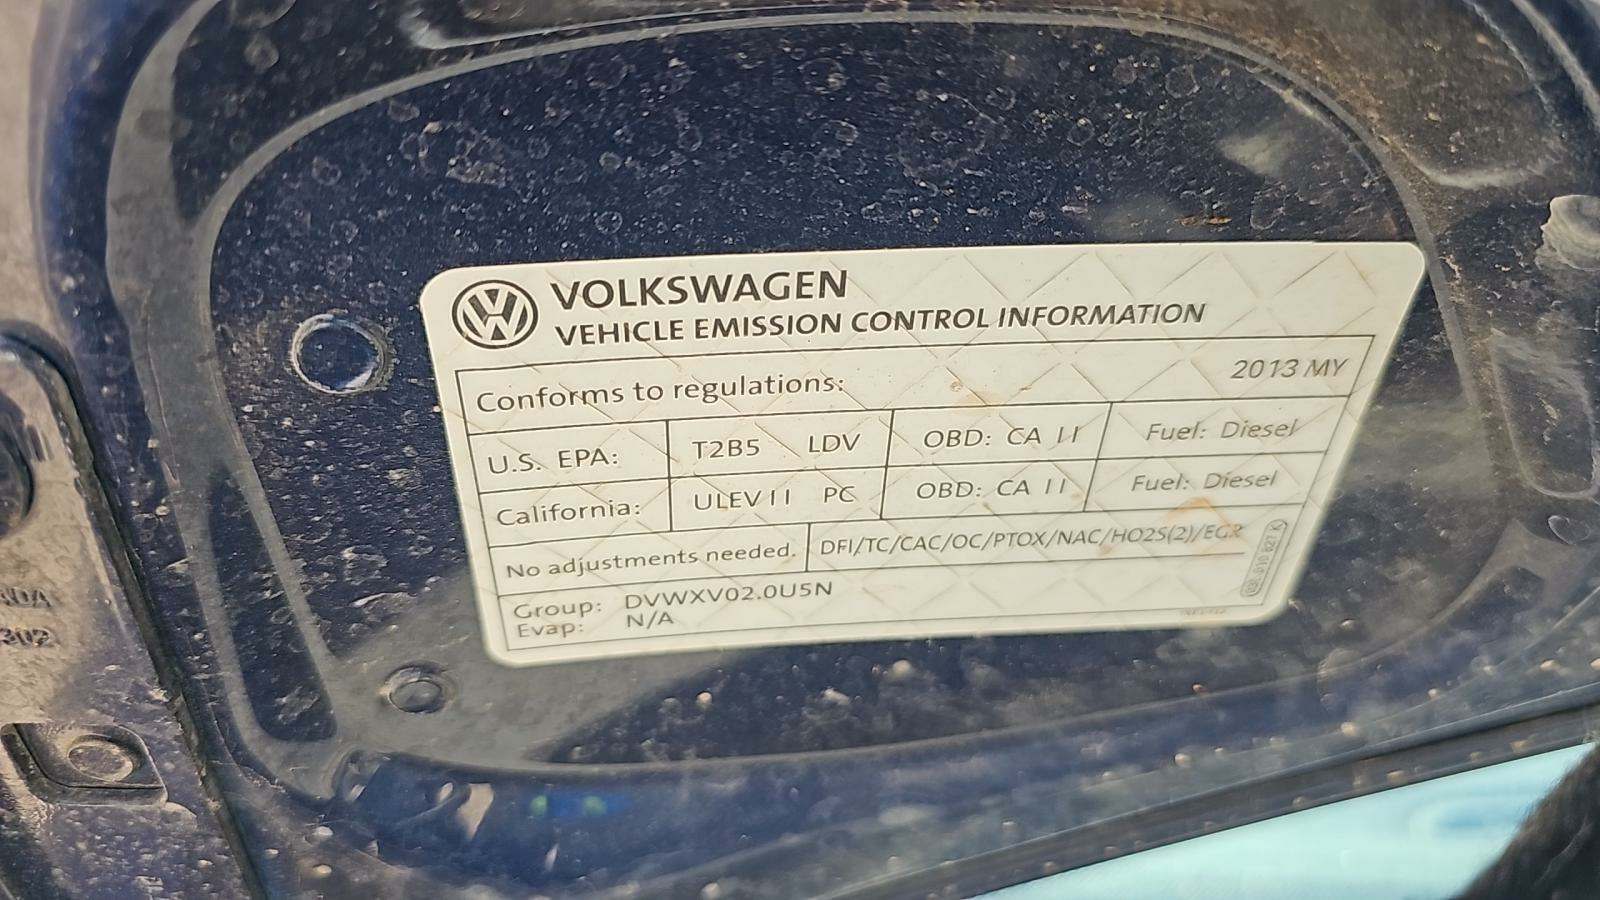 VOLKSWAGEN
VEHICLE EMISSION CONTROL INFORMATION
Conforms to regulations: 2013 MY
U.S. EPA: T2B5 LDV OBD: CA II Fuel: Diesel
California: ULEV II PC OBD: CA II Fuel: Diesel
No adjustments needed. DFI/TC/CAC/OC/PTOX/NAC/HO2S(2)/EGR
Group: DVWXV02.0U5N
Evap: N/A
302